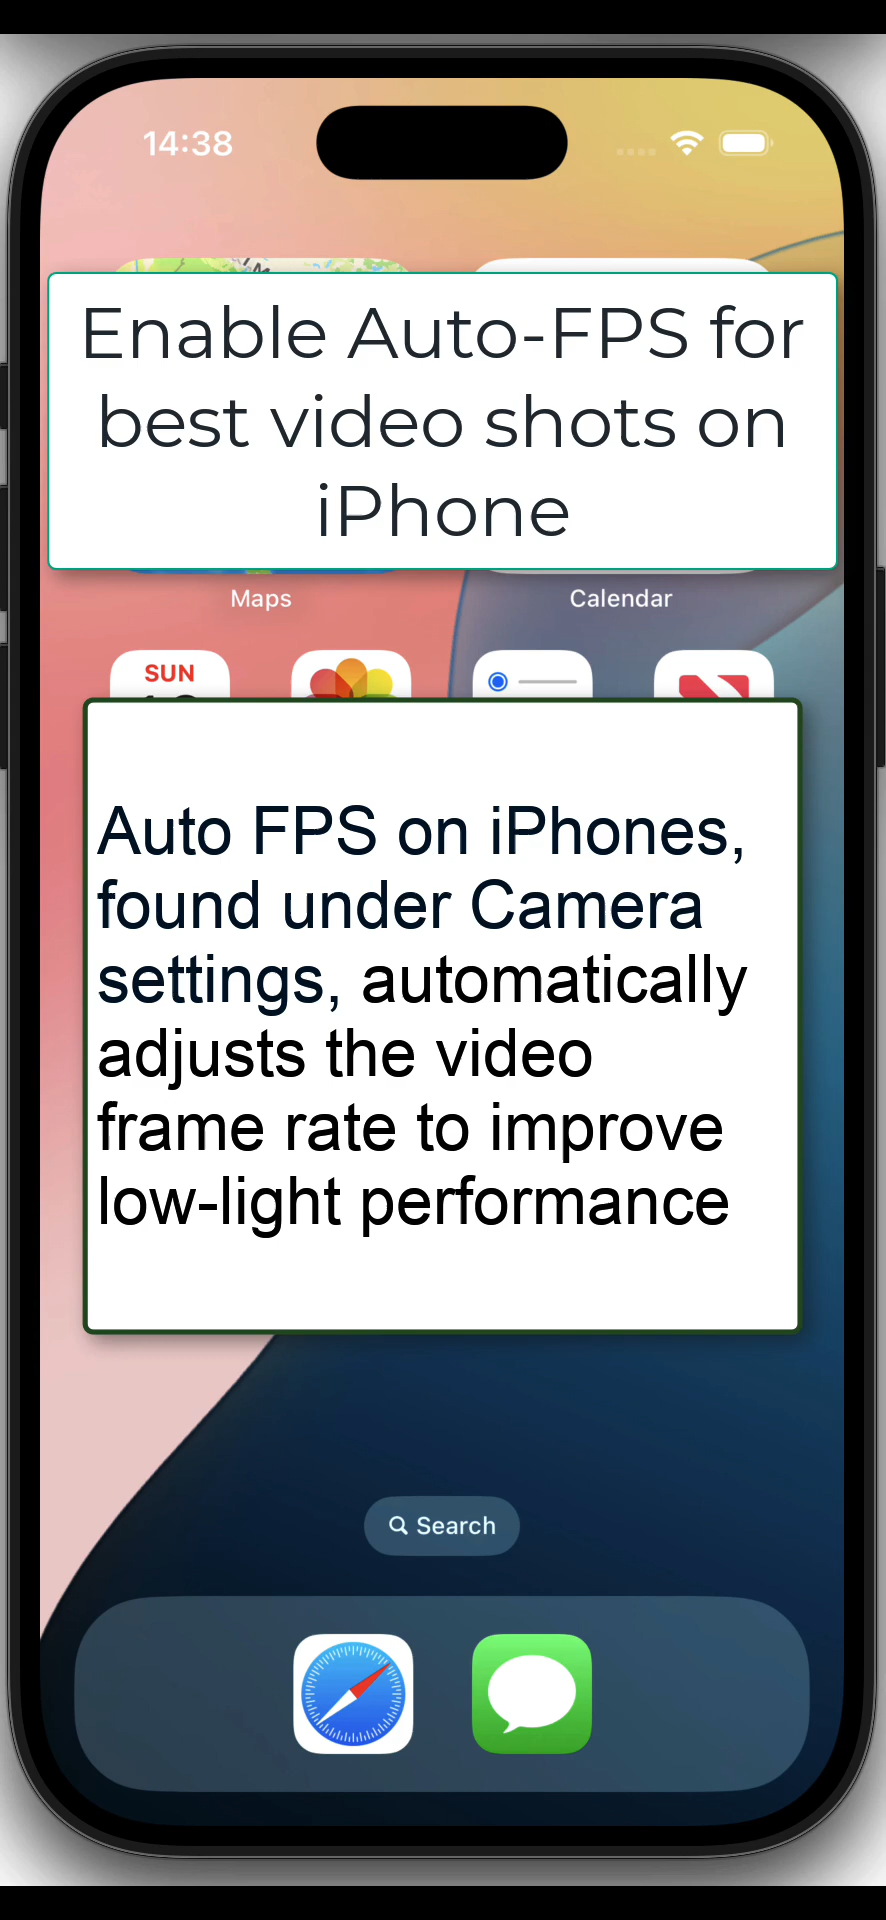 14:38
Enable Auto-FPS for
best video shots on
iPhone
Maps
Calendar
SUN
Auto FPS on iPhones,
found under Camera
settings, automatically
adjusts the video
frame rate to improve
low-light performance
Search